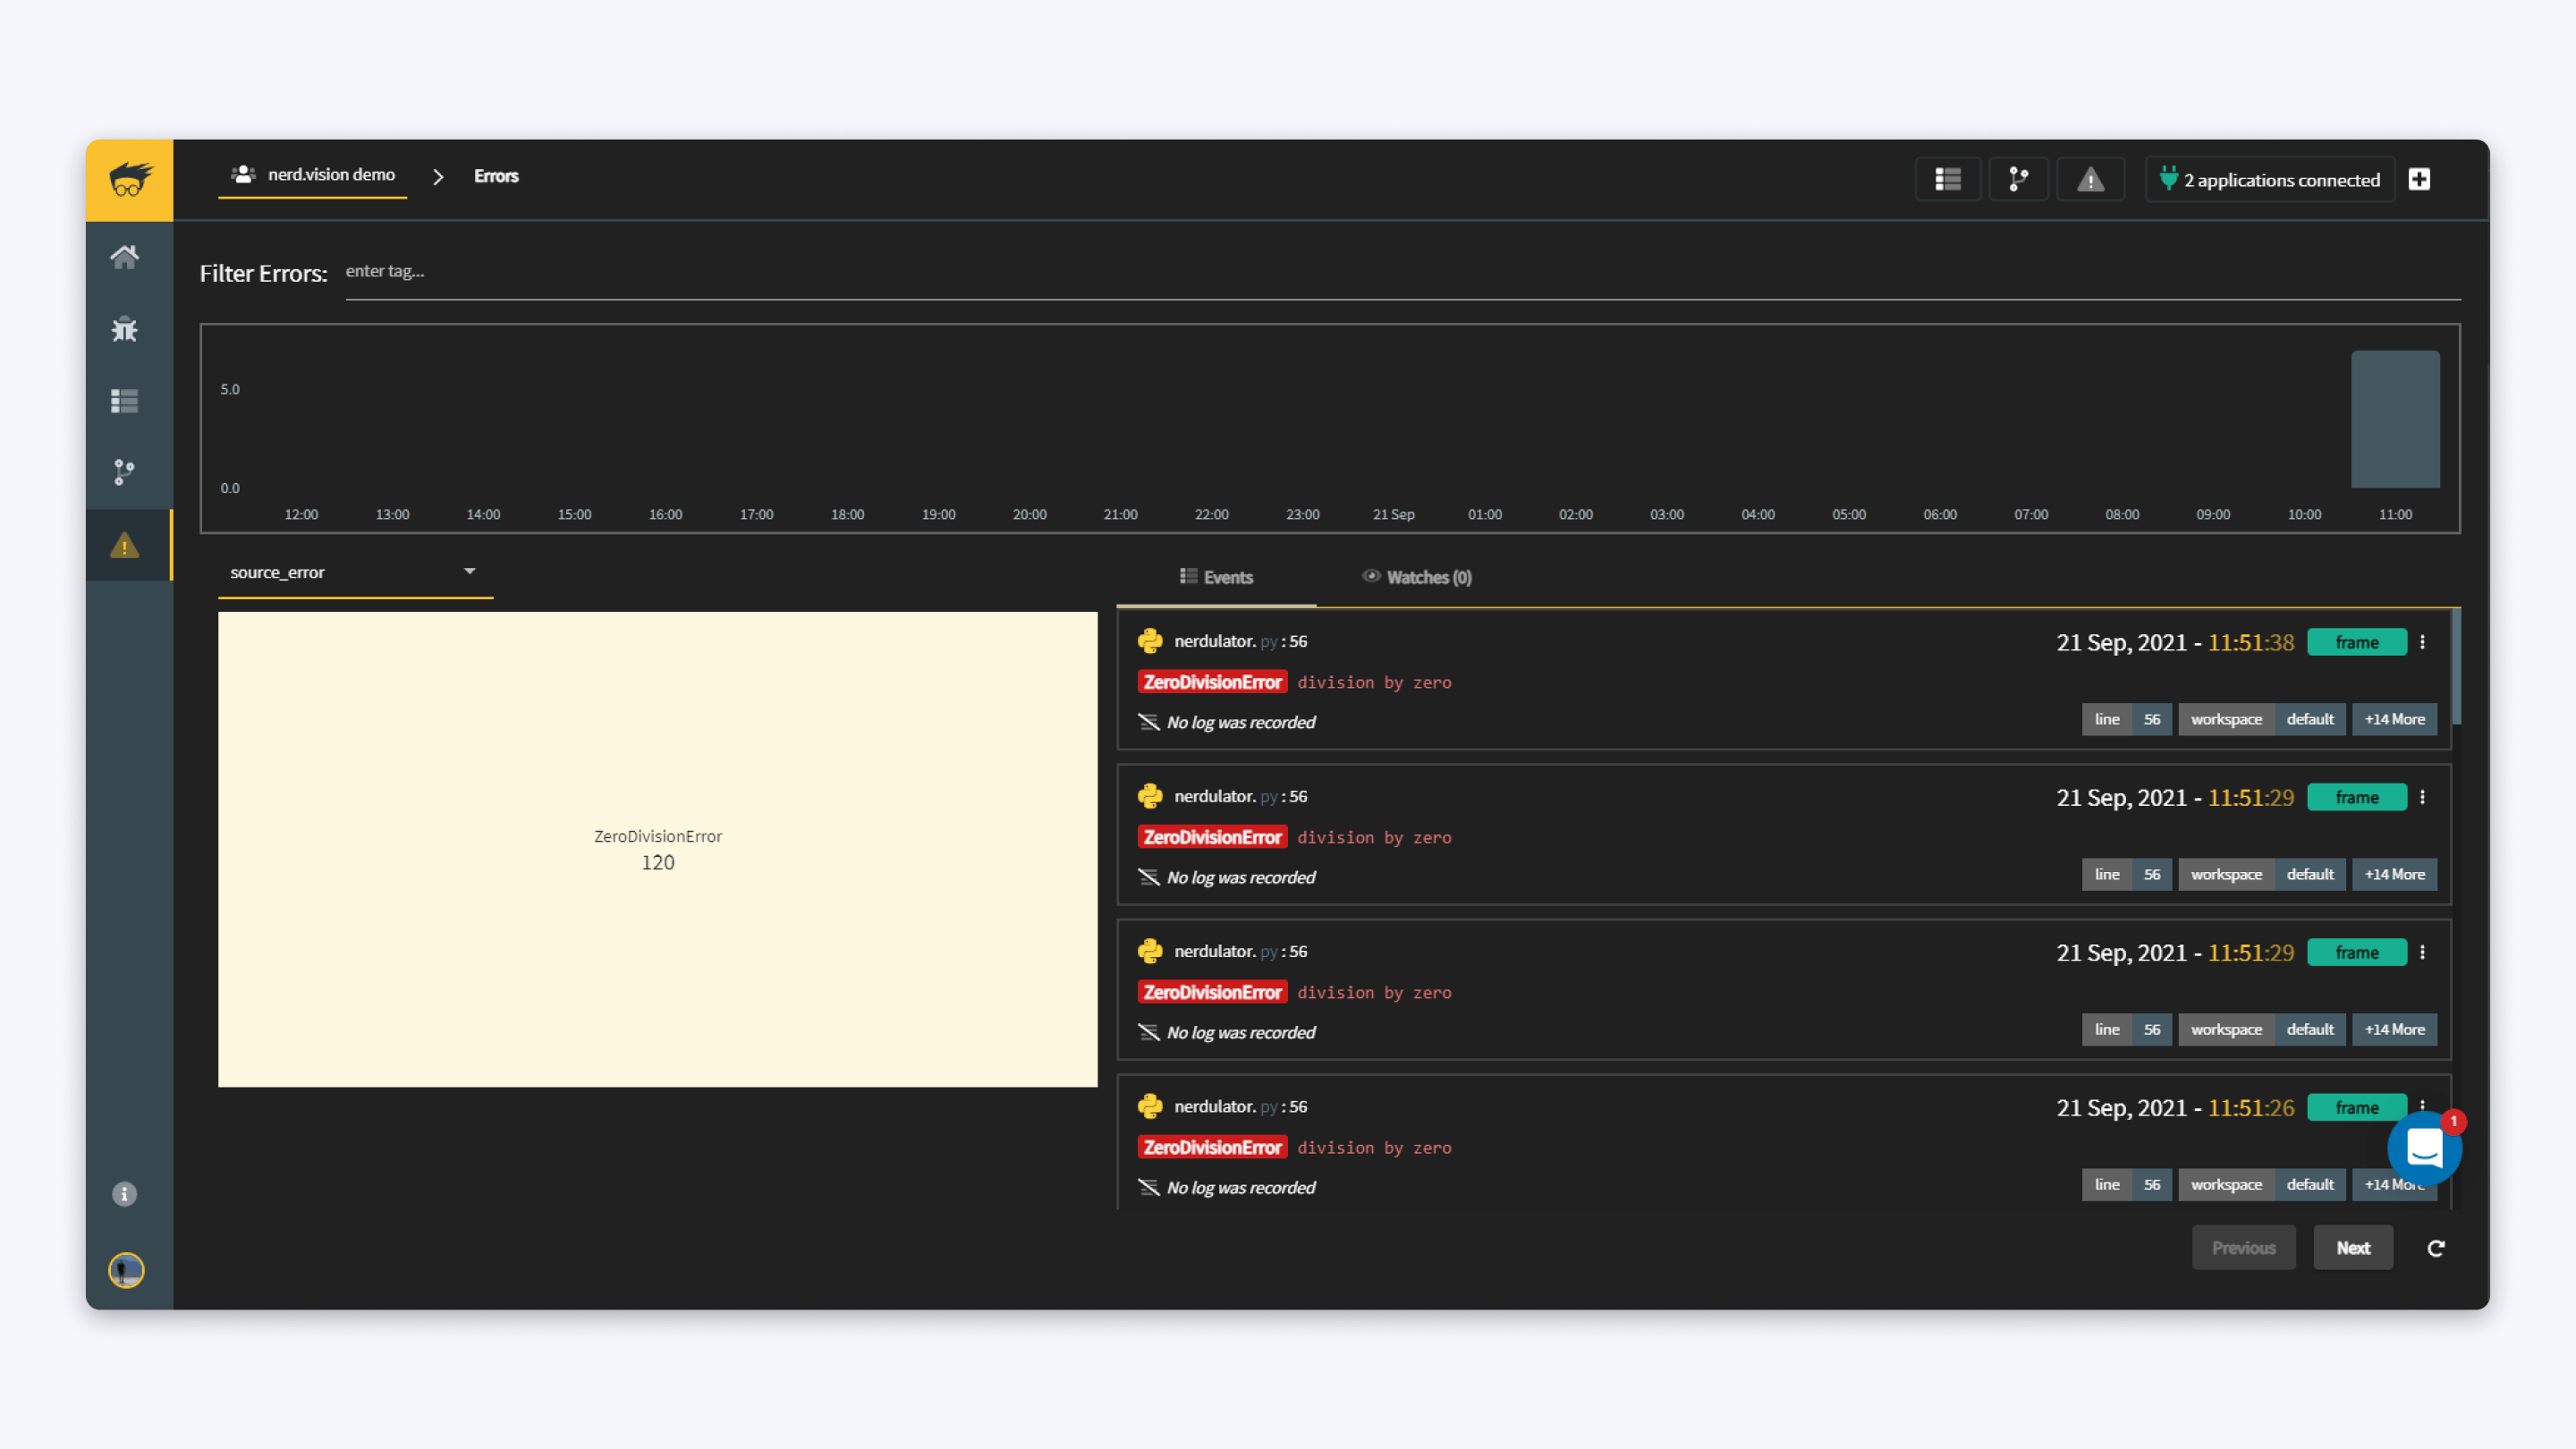 nerd.vision demo > Errors
2 applications connected
Filter Errors: enter tag...
5.0
0.0
12:00 13:00 14:00 15:00 16:00 17:00 18:00 19:00 20:00 21:00 22:00 23:00 21 Sep 01:00 02:00 03:00 04:00 05:00 06:00 07:00 08:00 09:00 10:00 11:00
source_error
ZeroDivisionError
120
Events Watches (0)
nerdulator. py : 56 21 Sep, 2021 - 11:51:38 frame
ZeroDivisionError division by zero
No log was recorded line 56 workspace default +14 More
nerdulator. py : 56 21 Sep, 2021 - 11:51:29 frame
ZeroDivisionError division by zero
No log was recorded line 56 workspace default +14 More
nerdulator. py : 56 21 Sep, 2021 - 11:51:29 frame
ZeroDivisionError division by zero
No log was recorded line 56 workspace default +14 More
nerdulator. py : 56 21 Sep, 2021 - 11:51:26 frame
1
ZeroDivisionError division by zero
No log was recorded line 56 workspace default +14 More
Previous Next